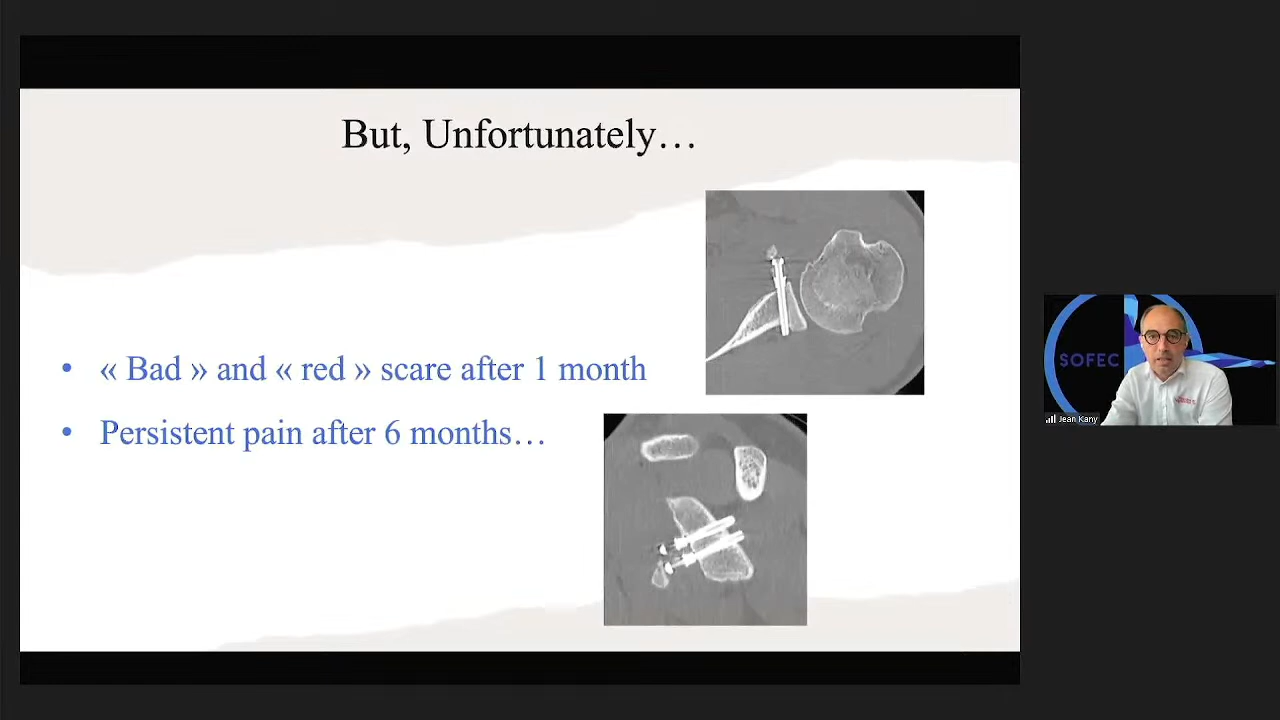 But, Unfortunately…
• « Bad » and « red » scare after 1 month
• Persistent pain after 6 months…
SOFEC
Jean Kany